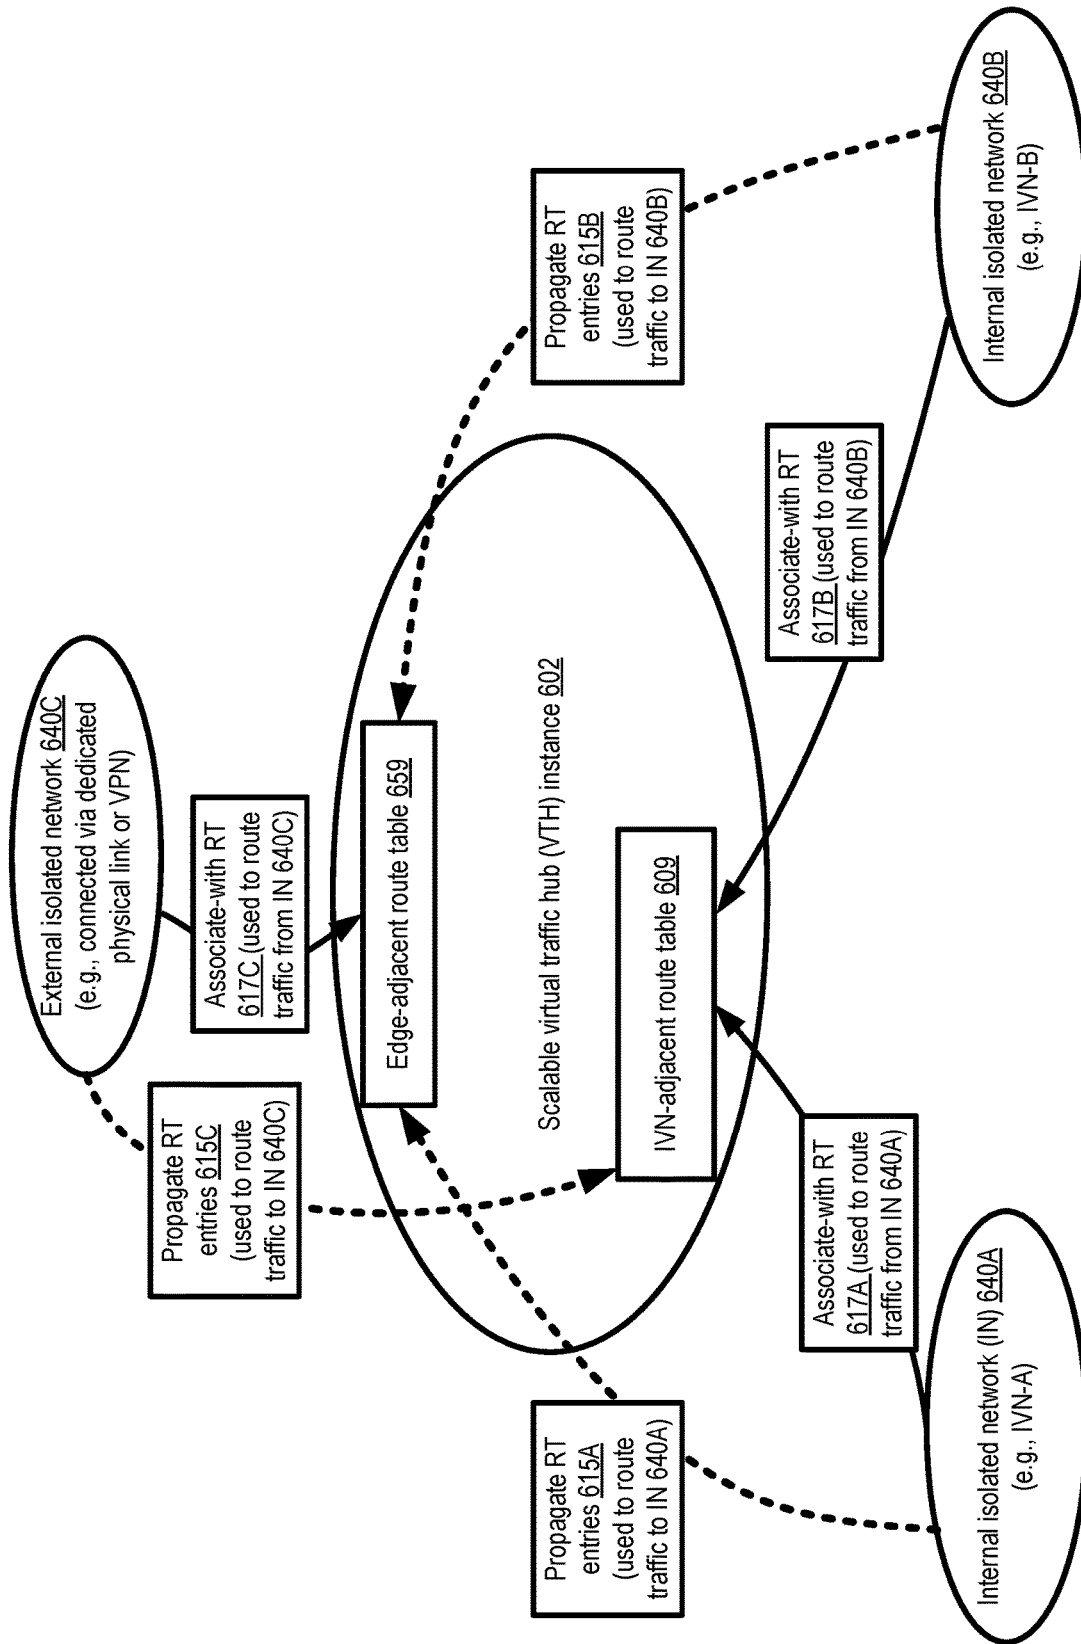 External isolated network 640C
(e.g., connected via dedicated
physical link or VPN)
Propagate RT
entries 615C
(used to route
traffic to IN 640C)
Associate-with RT
617C (used to route
traffic from IN 640C)
Edge-adjacent route table 659
Propagate RT
entries 615A
(used to route
traffic to IN 640A)
Scalable virtual traffic hub (VTH) instance 602
Propagate RT
entries 615B
(used to route
traffic to IN 640B)
IVN-adjacent route table 609
Associate-with RT
617A (used to route
traffic from IN 640A)
Associate-with RT
617B (used to route
traffic from IN 640B)
Internal isolated network (IN) 640A
(e.g., IVN-A)
Internal isolated network 640B
(e.g., IVN-B)